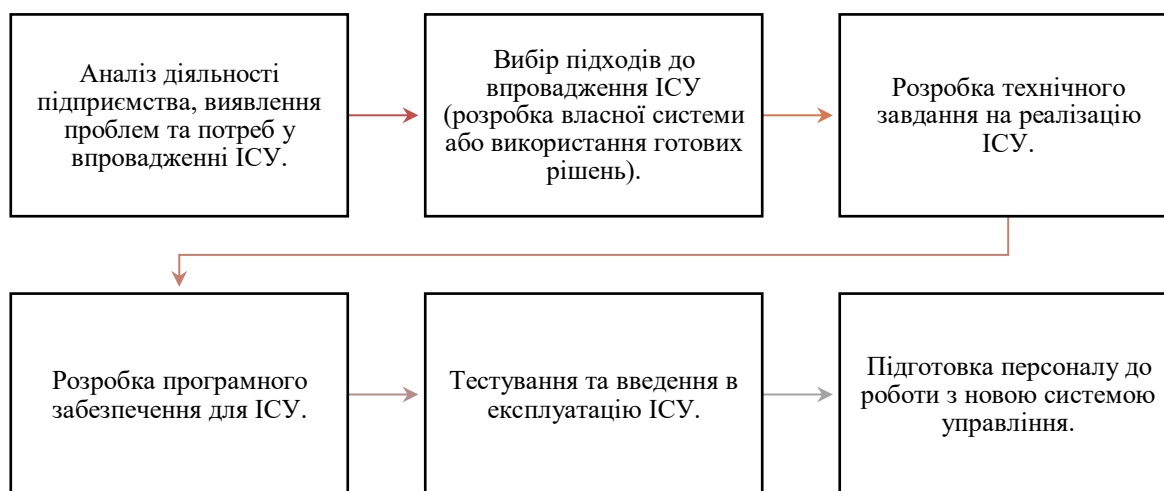 Аналіз діяльності
підприємства, виявлення
проблем та потреб у
впровадженні ІСУ.
Вибір підходів до
впровадження ІСУ
(розробка власної системи
або використання готових
рішень).
Розробка технічного
завдання на реалізацію
ІСУ.
Розробка програмного
забезпечення для ІСУ.
Тестування та введення в
експлуатацію ІСУ.
Підготовка персоналу до
роботи з новою системою
управління.